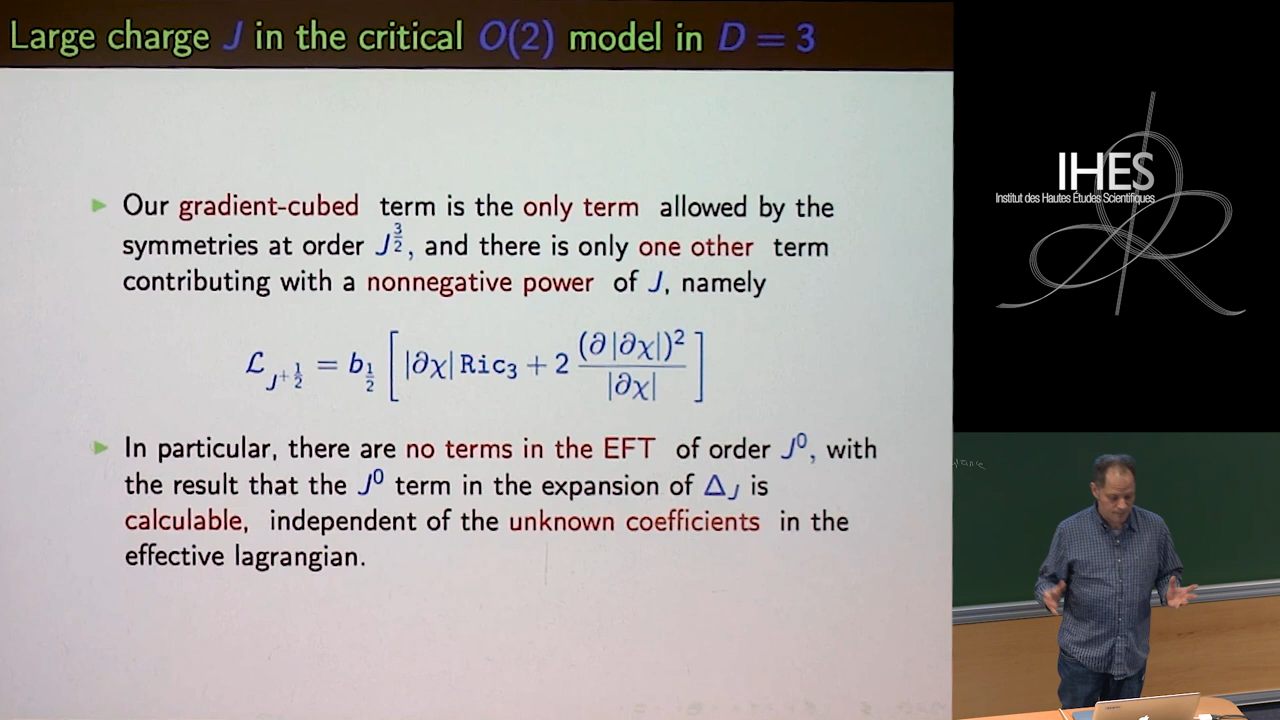 Large charge J in the critical O(2) model in D = 3
▶ Our gradient-cubed term is the only term allowed by the
symmetries at order J^{3/2}, and there is only one other term
contributing with a nonnegative power of J, namely
ℒ_{J^{+1/2}} = b_{1/2} [ |∂χ| Ric₃ + 2 (∂|∂χ|)² / |∂χ| ]
▶ In particular, there are no terms in the EFT of order J⁰, with
the result that the J⁰ term in the expansion of Δ_J is
calculable, independent of the unknown coefficients in the
effective lagrangian.
IHES
Institut des Hautes Études Scientifiques